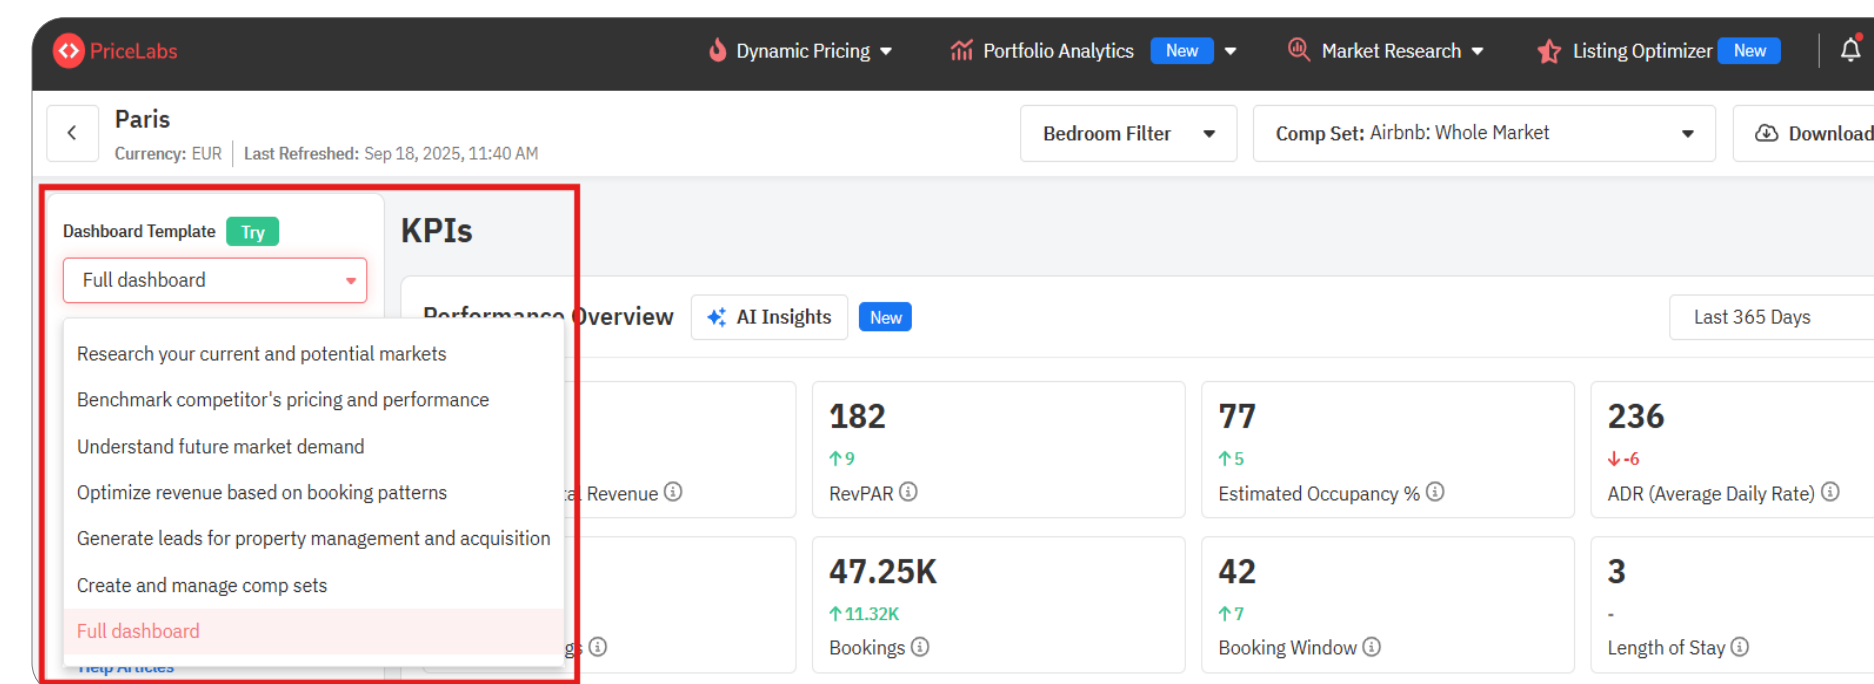 PriceLabs
Dynamic Pricing
Portfolio Analytics New
Market Research
Listing Optimizer New
Paris
Currency: EUR Last Refreshed: Sep 18, 2025, 11:40 AM
Bedroom Filter
Comp Set: Airbnb: Whole Market
Download
Dashboard Template Try
Full dashboard
Research your current and potential markets
Benchmark competitor's pricing and performance
Understand future market demand
Optimize revenue based on booking patterns
Generate leads for property management and acquisition
Create and manage comp sets
Full dashboard
Help Articles
KPIs
Performance Overview
AI Insights
New
Last 365 Days
Revenue
182
↑9
RevPAR
77
↑5
Estimated Occupancy %
236
↓-6
ADR (Average Daily Rate)
47.25K
↑11.32K
Bookings
42
↑7
Booking Window
3
-
Length of Stay